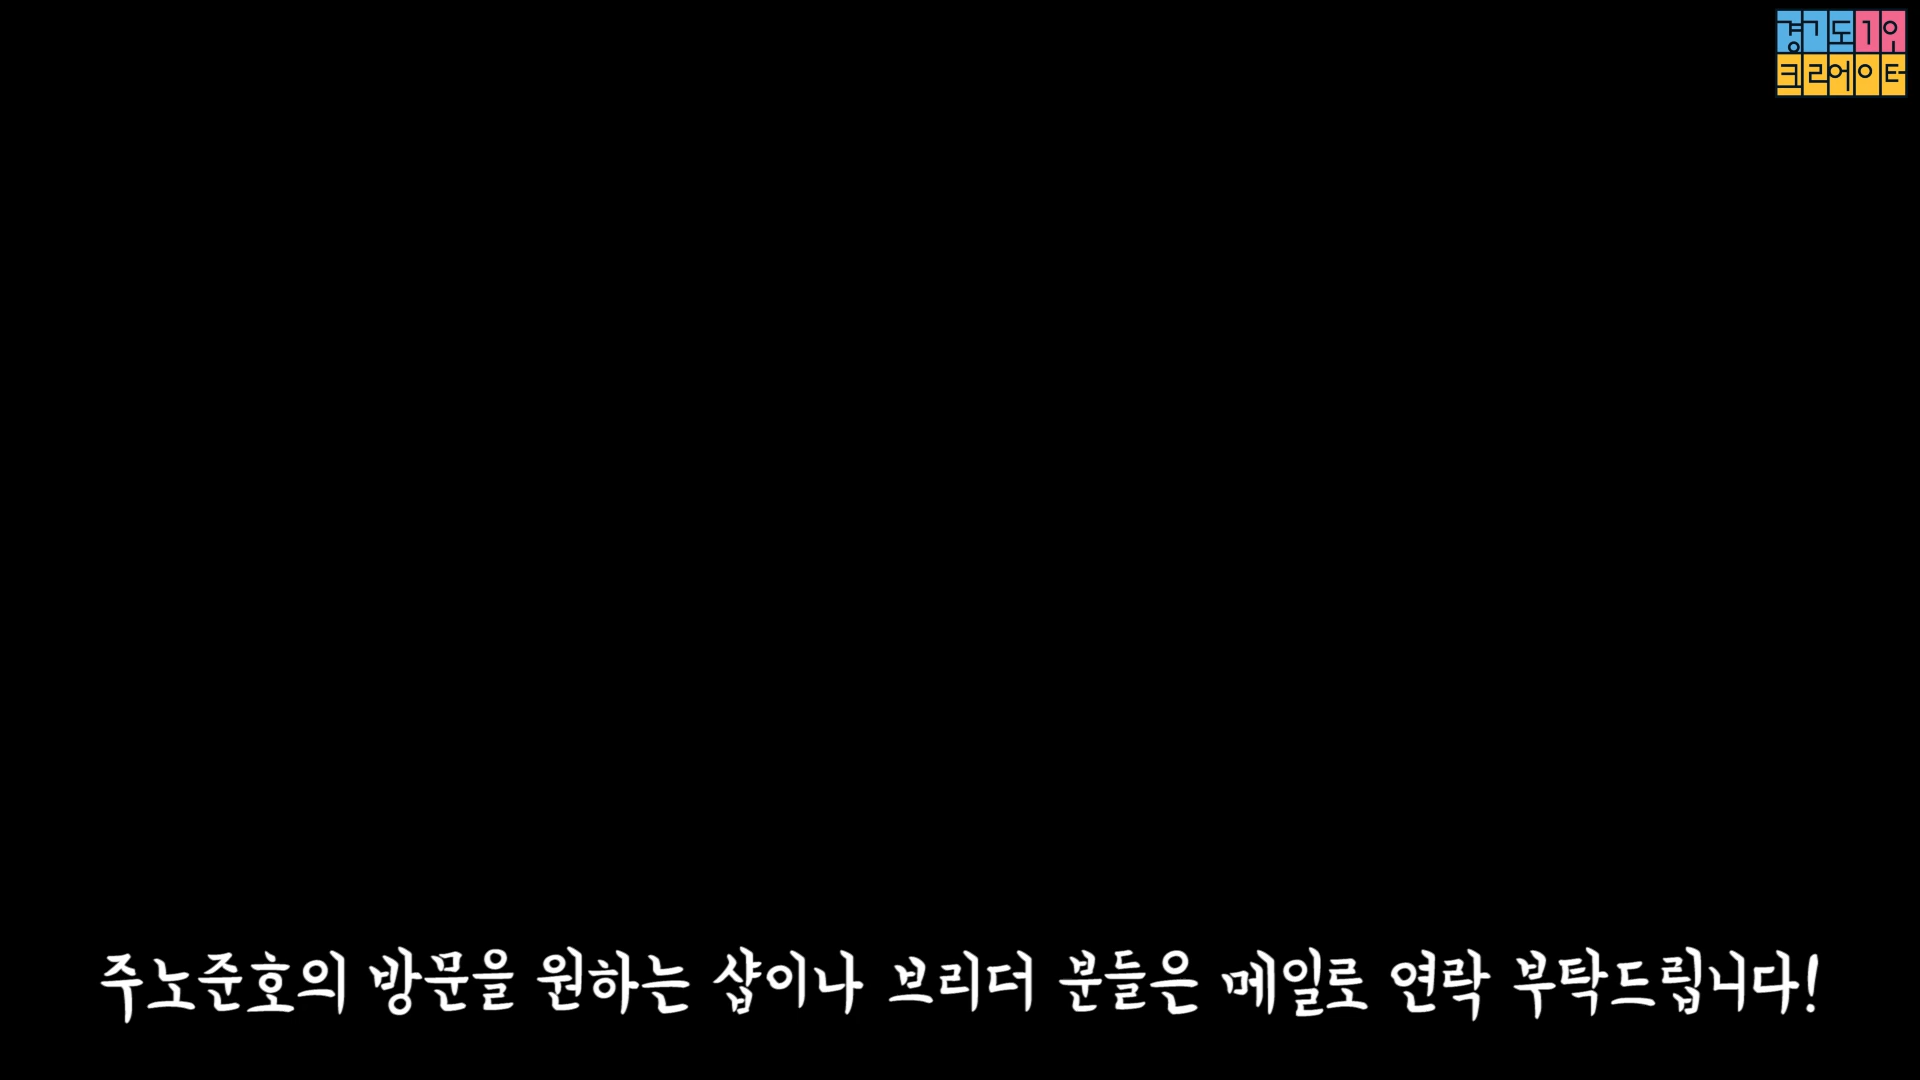 경기도1인
크리에이터
주노준호의 방문을 원하는 샵이나 브리더 분들은 메일로 연락 부탁드립니다!